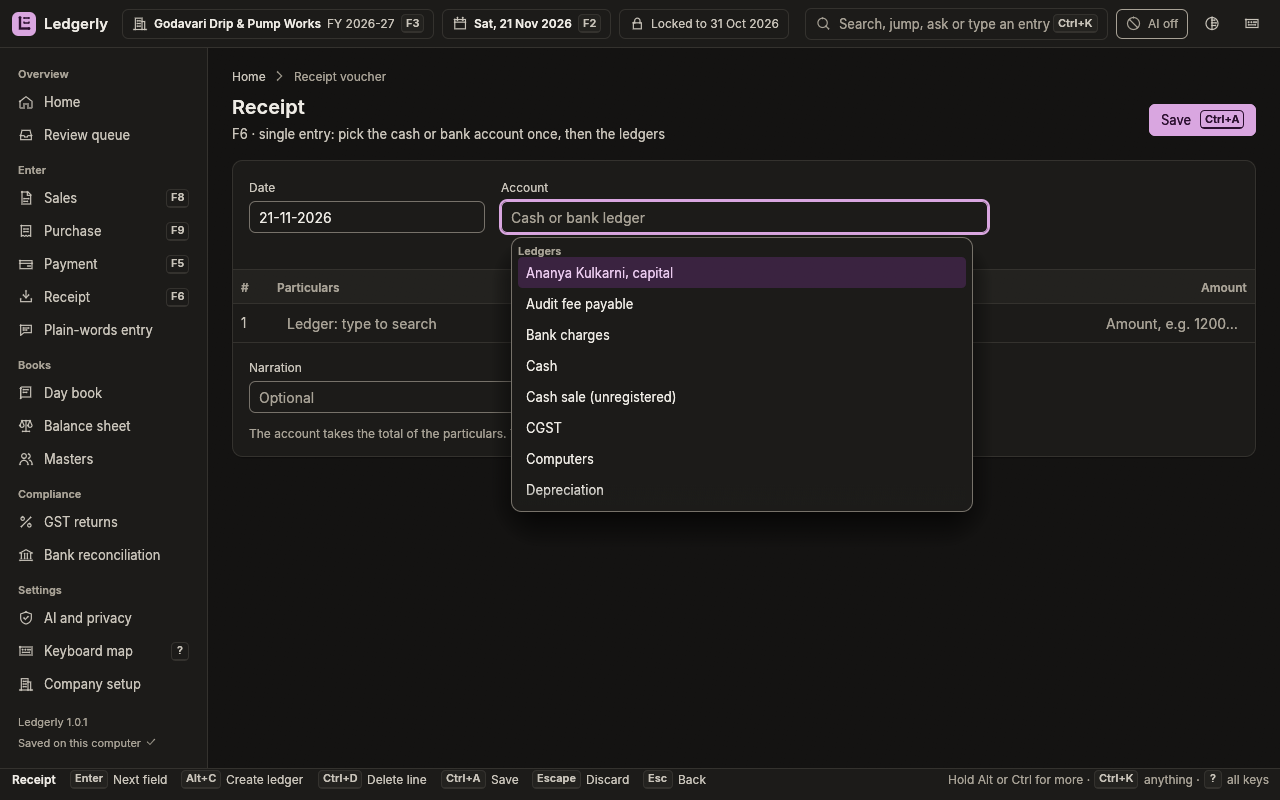 Ledgerly
Godavari Drip & Pump Works FY 2026-27 F3
Sat, 21 Nov 2026 F2
Locked to 31 Oct 2026
Search, jump, ask or type an entry Ctrl+K
AI off
Overview
Home
Review queue
Enter
Sales F8
Purchase F9
Payment F5
Receipt F6
Plain-words entry
Books
Day book
Balance sheet
Masters
Compliance
GST returns
Bank reconciliation
Settings
AI and privacy
Keyboard map ?
Company setup
Ledgerly 1.0.1
Saved on this computer
Home Receipt voucher
Receipt
F6 · single entry: pick the cash or bank account once, then the ledgers
Save Ctrl+A
Date
21-11-2026
Account
Cash or bank ledger
Ledgers
Ananya Kulkarni, capital
Audit fee payable
Bank charges
Cash
Cash sale (unregistered)
CGST
Computers
Depreciation
# Particulars Amount
1 Ledger: type to search Amount, e.g. 1200...
Narration
Optional
The account takes the total of the particulars.
Receipt Enter Next field Alt+C Create ledger Ctrl+D Delete line Ctrl+A Save Escape Discard Esc Back
Hold Alt or Ctrl for more · Ctrl+K anything · ? all keys